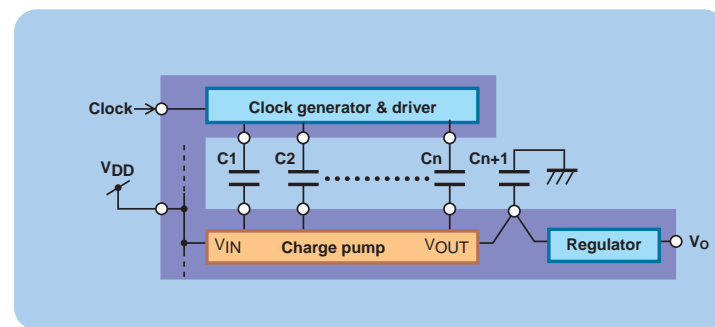 Clock
Clock generator & driver
C1
C2
Cn
Cn+1
VDD
VIN
Charge pump
VOUT
Regulator
VO